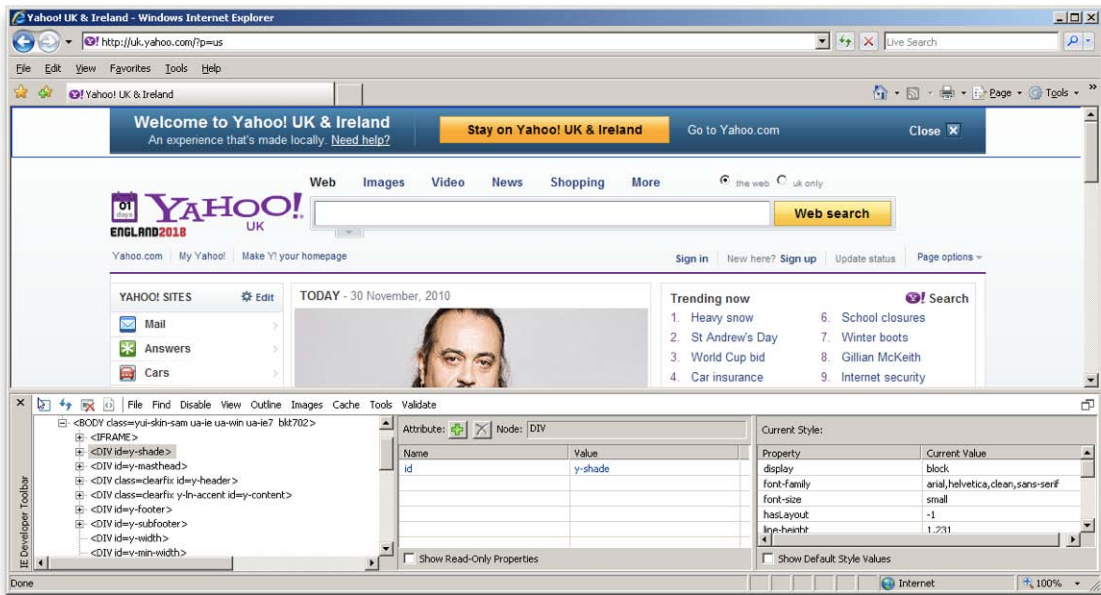 Yahoo! UK & Ireland - Windows Internet Explorer
http://uk.yahoo.com/?p=us
Live Search
File Edit View Favorites Tools Help
Yahoo! UK & Ireland
Page Tools
Welcome to Yahoo! UK & Ireland
An experience that's made locally. Need help?
Stay on Yahoo! UK & Ireland
Go to Yahoo.com
Close X
Web Images Video News Shopping More
the web uk only
01
days
ENGLAND2018
YAHOO!
UK
Web search
Yahoo.com My Yahoo! Make Y! your homepage
Sign in New here? Sign up Update status Page options
YAHOO! SITES Edit
Mail
Answers
Cars
TODAY - 30 November, 2010
Trending now
Y! Search
1. Heavy snow
2. St Andrew's Day
3. World Cup bid
4. Car insurance
6. School closures
7. Winter boots
8. Gillian McKeith
9. Internet security
File Find Disable View Outline Images Cache Tools Validate
IE Developer Toolbar
<BODY class=yui-skin-sam ua-ie ua-win ua-ie7 bkt702>
<IFRAME>
<DIV id=y-shade>
<DIV id=y-masthead>
<DIV class=clearfix id=y-header>
<DIV class=clearfix y-ln-accent id=y-content>
<DIV id=y-footer>
<DIV id=y-subfooter>
<DIV id=y-width>
<DIV id=y-min-width>
Attribute: Node: DIV
Name Value
id y-shade
Show Read-Only Properties
Current Style:
Property Current Value
display block
font-family arial,helvetica,clean,sans-serif
font-size small
hasLayout -1
line-height 1.231
Show Default Style Values
Done
Internet
100%